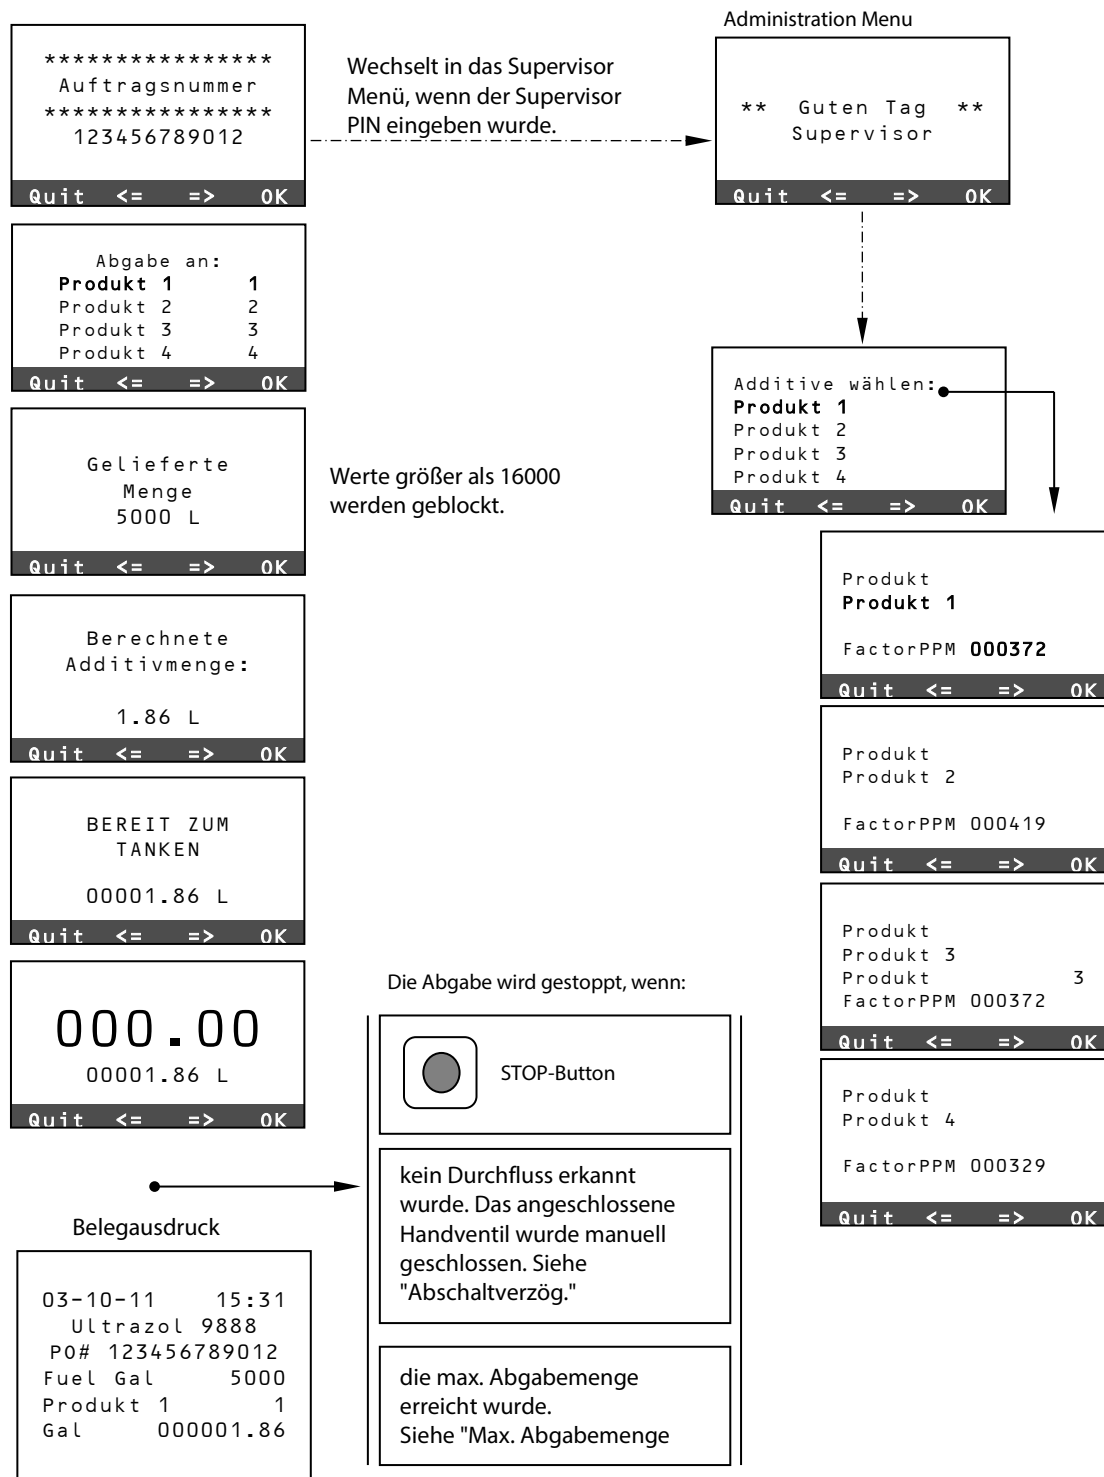 ****************
Auftragsnummer
****************
123456789012
Quit <= => OK
Wechselt in das Supervisor
Menü, wenn der Supervisor
PIN eingeben wurde.
Administration Menu
** Guten Tag **
Supervisor
Quit <= => OK
Abgabe an:
Produkt 1 1
Produkt 2 2
Produkt 3 3
Produkt 4 4
Quit <= => OK
Additive wählen:
Produkt 1
Produkt 2
Produkt 3
Produkt 4
Quit <= => OK
Gelieferte
Menge
5000 L
Quit <= => OK
Werte größer als 16000
werden geblockt.
Produkt
Produkt 1
FactorPPM 000372
Quit <= => OK
Berechnete
Additivmenge:
1.86 L
Quit <= => OK
Produkt
Produkt 2
FactorPPM 000419
Quit <= => OK
BEREIT ZUM
TANKEN
00001.86 L
Quit <= => OK
Produkt
Produkt 3
Produkt 3
FactorPPM 000372
Quit <= => OK
000.00
00001.86 L
Quit <= => OK
Produkt
Produkt 4
FactorPPM 000329
Quit <= => OK
Die Abgabe wird gestoppt, wenn:
STOP-Button
kein Durchfluss erkannt
wurde. Das angeschlossene
Handventil wurde manuell
geschlossen. Siehe
"Abschaltverzög."
die max. Abgabemenge
erreicht wurde.
Siehe "Max. Abgabemenge
Belegausdruck
03-10-11 15:31
Ultrazol 9888
PO# 123456789012
Fuel Gal 5000
Produkt 1 1
Gal 000001.86